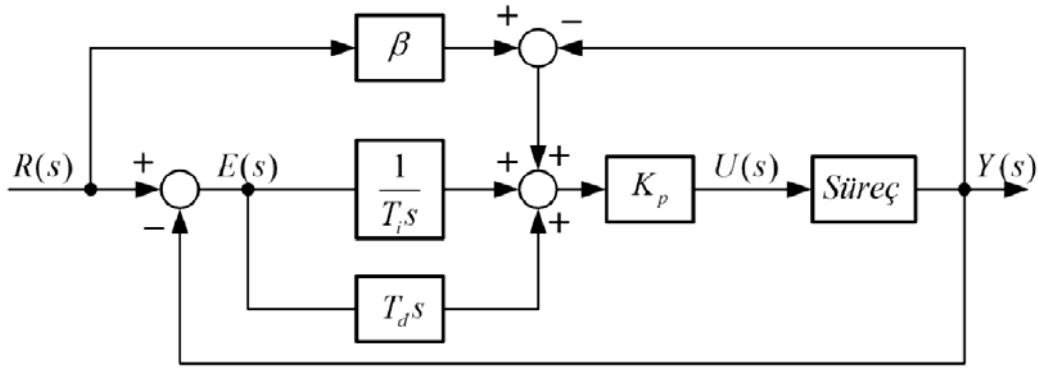 + −
β
R(s) + E(s) 1 / T_i s + + K_p U(s) Süreç Y(s)
− +
T_d s